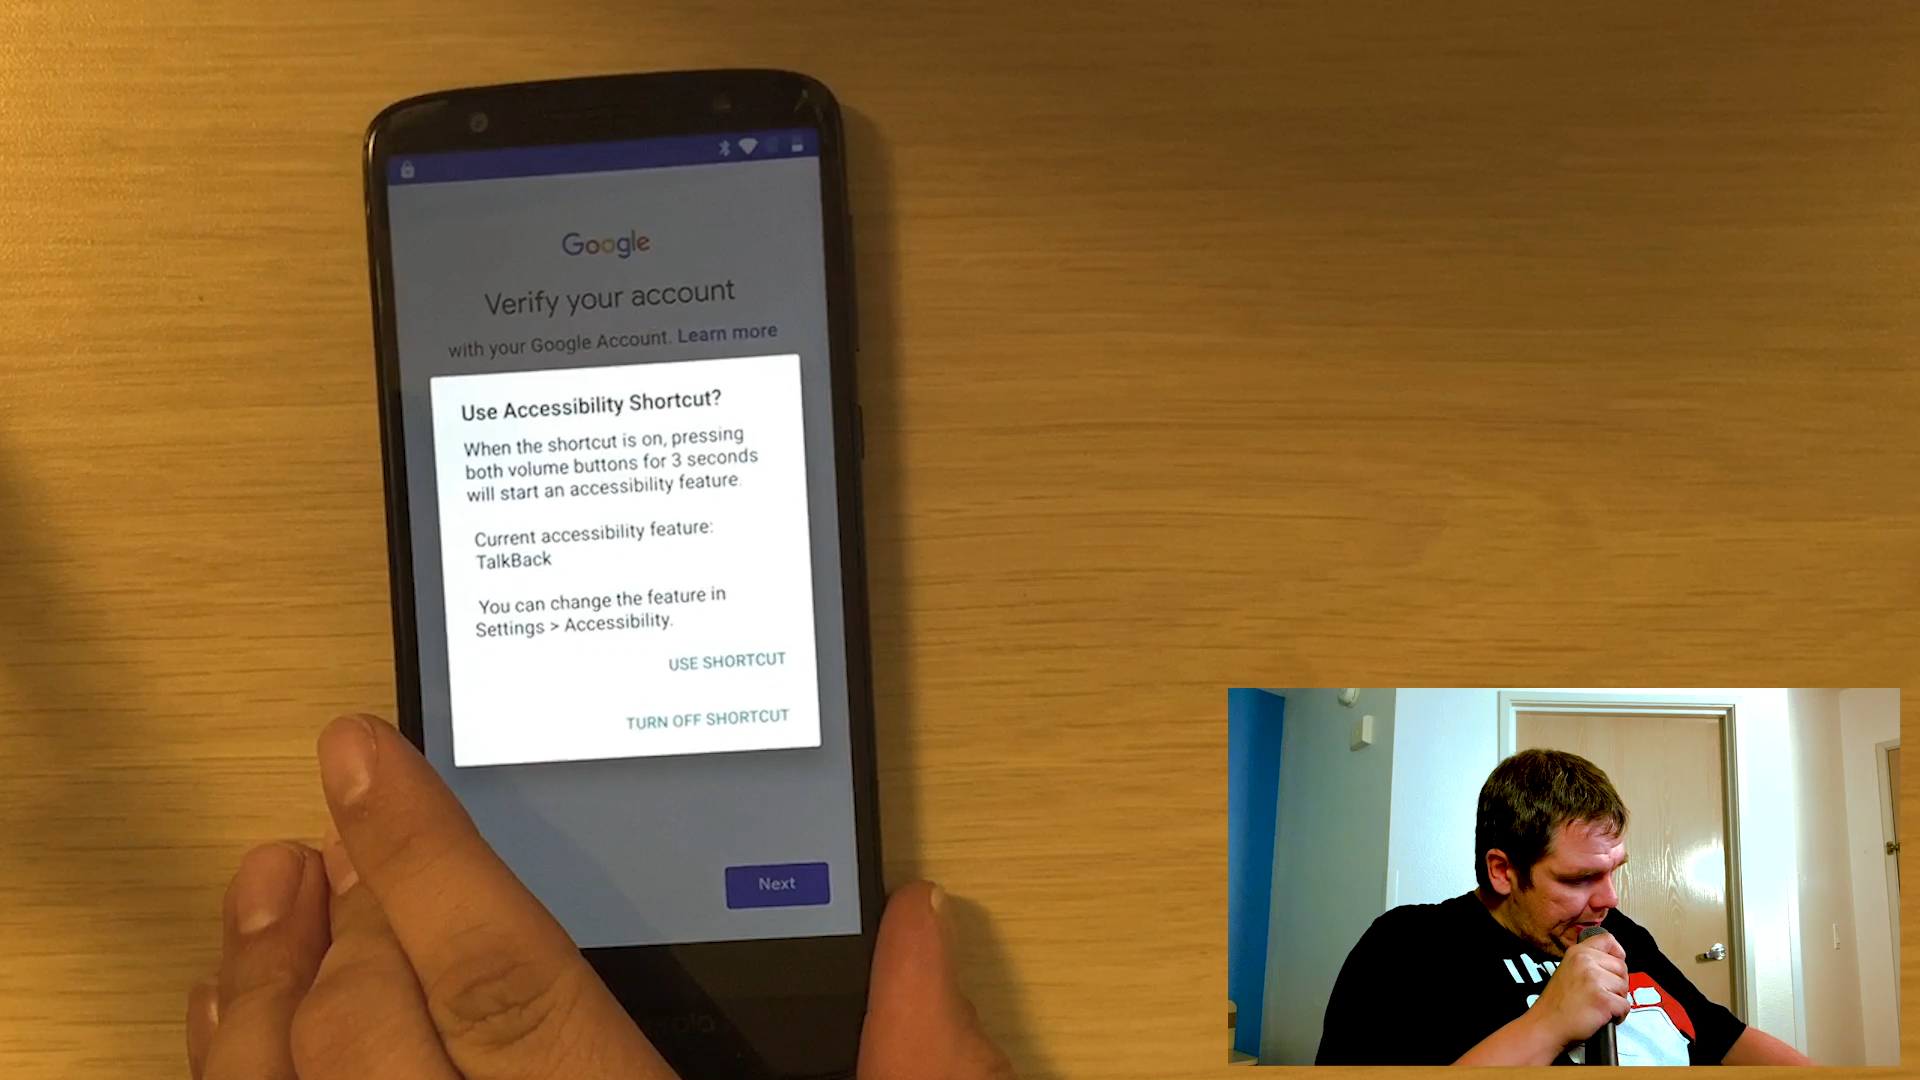 Google
Verify your account
with your Google Account. Learn more
Use Accessibility Shortcut?
When the shortcut is on, pressing
both volume buttons for 3 seconds
will start an accessibility feature.
Current accessibility feature:
TalkBack
You can change the feature in
Settings > Accessibility.
USE SHORTCUT
TURN OFF SHORTCUT
Next